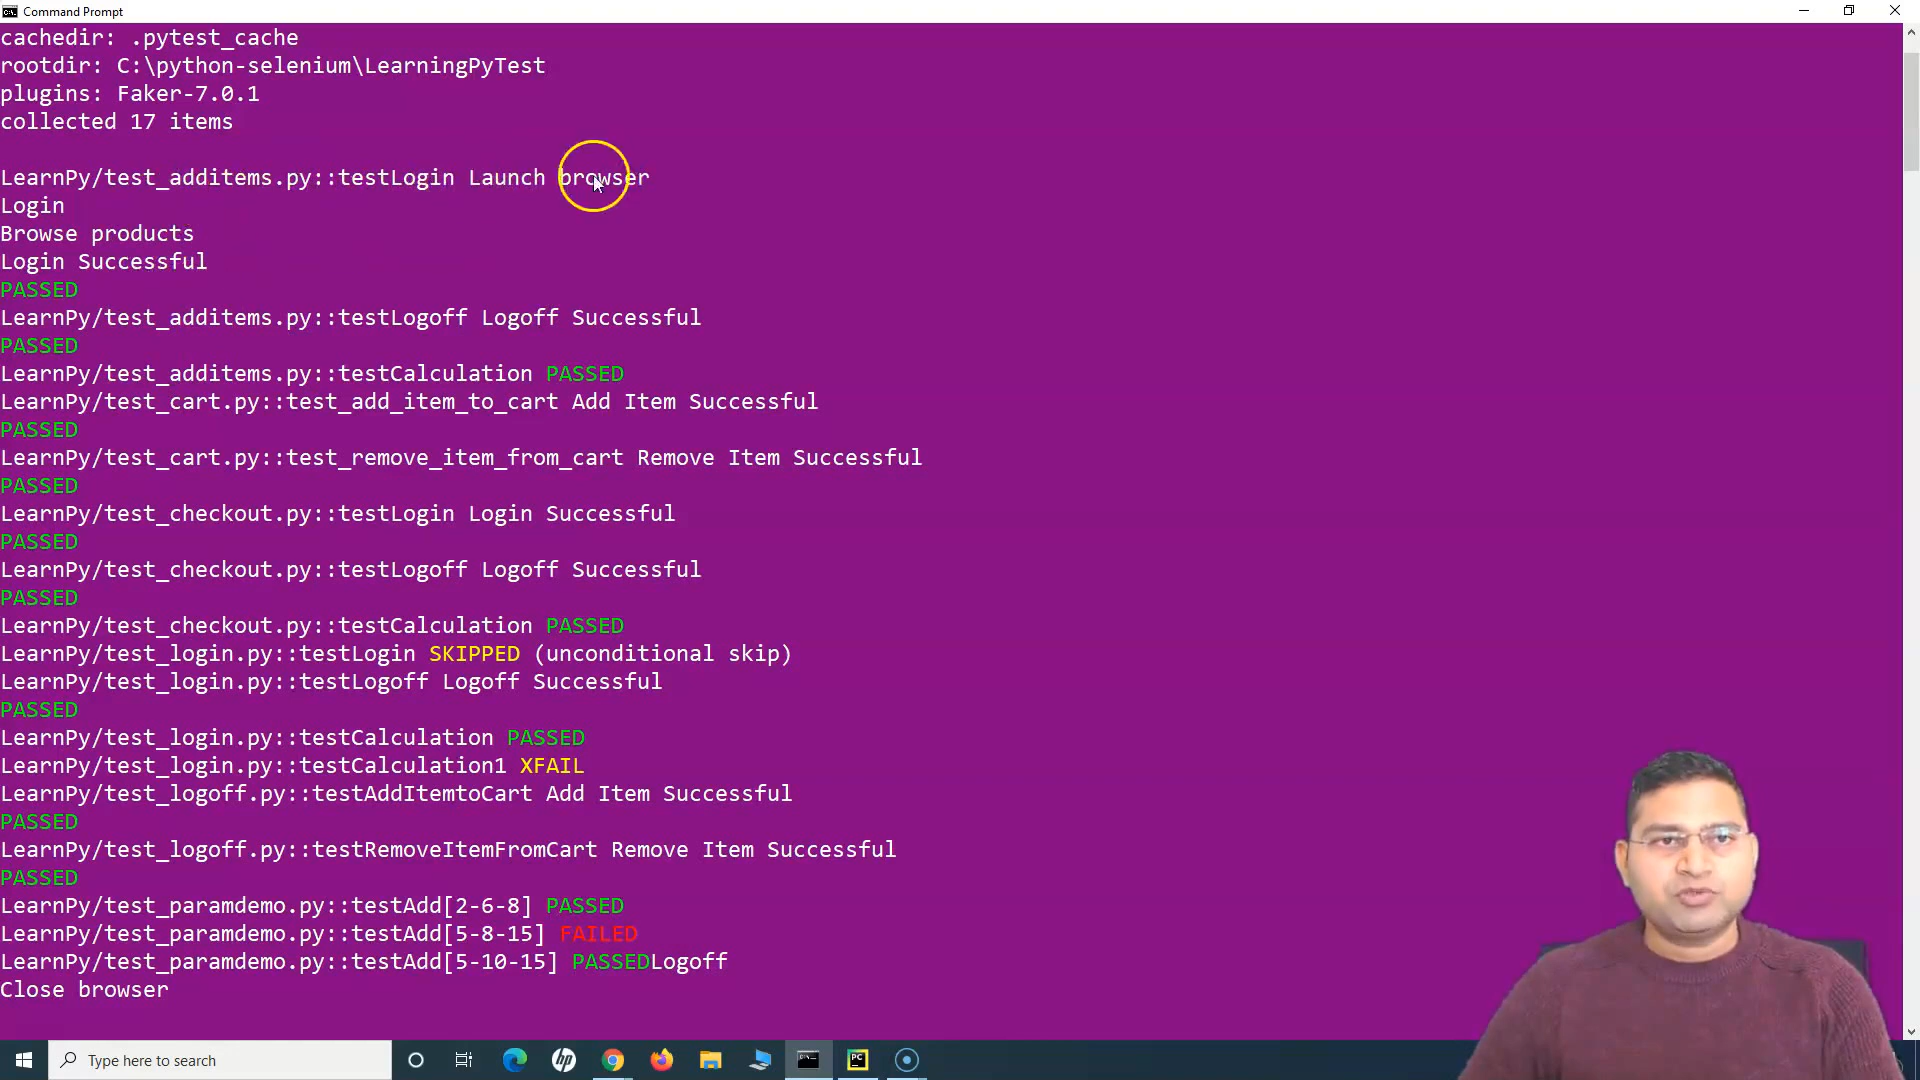 Command Prompt
cachedir: .pytest_cache
rootdir: C:\python-selenium\LearningPyTest
plugins: Faker-7.0.1
collected 17 items
LearnPy/test_additems.py::testLogin Launch browser
Login
Browse products
Login Successful
PASSED
LearnPy/test_additems.py::testLogoff Logoff Successful
PASSED
LearnPy/test_additems.py::testCalculation PASSED
LearnPy/test_cart.py::test_add_item_to_cart Add Item Successful
PASSED
LearnPy/test_cart.py::test_remove_item_from_cart Remove Item Successful
PASSED
LearnPy/test_checkout.py::testLogin Login Successful
PASSED
LearnPy/test_checkout.py::testLogoff Logoff Successful
PASSED
LearnPy/test_checkout.py::testCalculation PASSED
LearnPy/test_login.py::testLogin SKIPPED (unconditional skip)
LearnPy/test_login.py::testLogoff Logoff Successful
PASSED
LearnPy/test_login.py::testCalculation PASSED
LearnPy/test_login.py::testCalculation1 XFAIL
LearnPy/test_logoff.py::testAddItemtoCart Add Item Successful
PASSED
LearnPy/test_logoff.py::testRemoveItemFromCart Remove Item Successful
PASSED
LearnPy/test_paramdemo.py::testAdd[2-6-8] PASSED
LearnPy/test_paramdemo.py::testAdd[5-8-15] FAILED
LearnPy/test_paramdemo.py::testAdd[5-10-15] PASSEDLogoff
Close browser
Type here to search
hp
PC